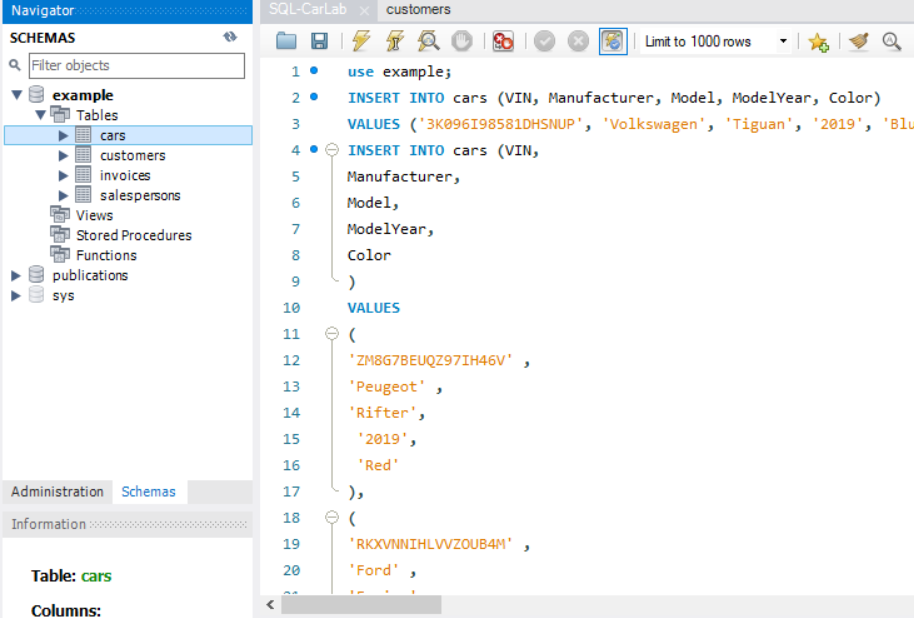 Navigator
SCHEMAS
Filter objects
example
Tables
cars
customers
invoices
salespersons
Views
Stored Procedures
Functions
publications
sys
Administration Schemas
Information
Table: cars
Columns:
SQL-CarLab customers
Limit to 1000 rows
1 use example;
2 INSERT INTO cars (VIN, Manufacturer, Model, ModelYear, Color)
3 VALUES ('3K096I98581DHSNUP', 'Volkswagen', 'Tiguan', '2019', 'Blu
4 INSERT INTO cars (VIN,
5 Manufacturer,
6 Model,
7 ModelYear,
8 Color
9 )
10 VALUES
11 (
12 'ZM8G7BEUQZ97IH46V' ,
13 'Peugeot' ,
14 'Rifter',
15 '2019',
16 'Red'
17 ),
18 (
19 'RKXVNNIHLVVZOUB4M' ,
20 'Ford' ,